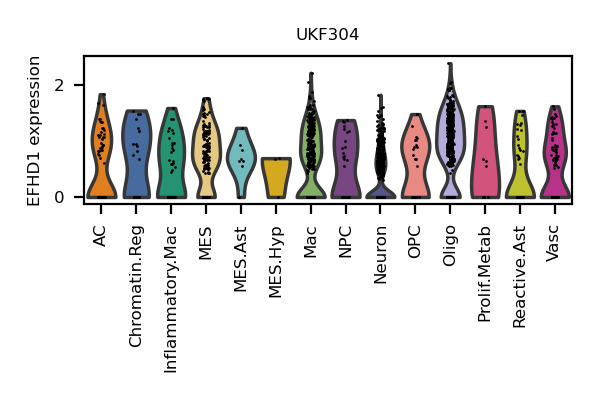 UKF304
EFHD1 expression
2
0
AC
Chromatin.Reg
Inflammatory.Mac
MES
MES.Ast
MES.Hyp
Mac
NPC
Neuron
OPC
Oligo
Prolif.Metab
Reactive.Ast
Vasc